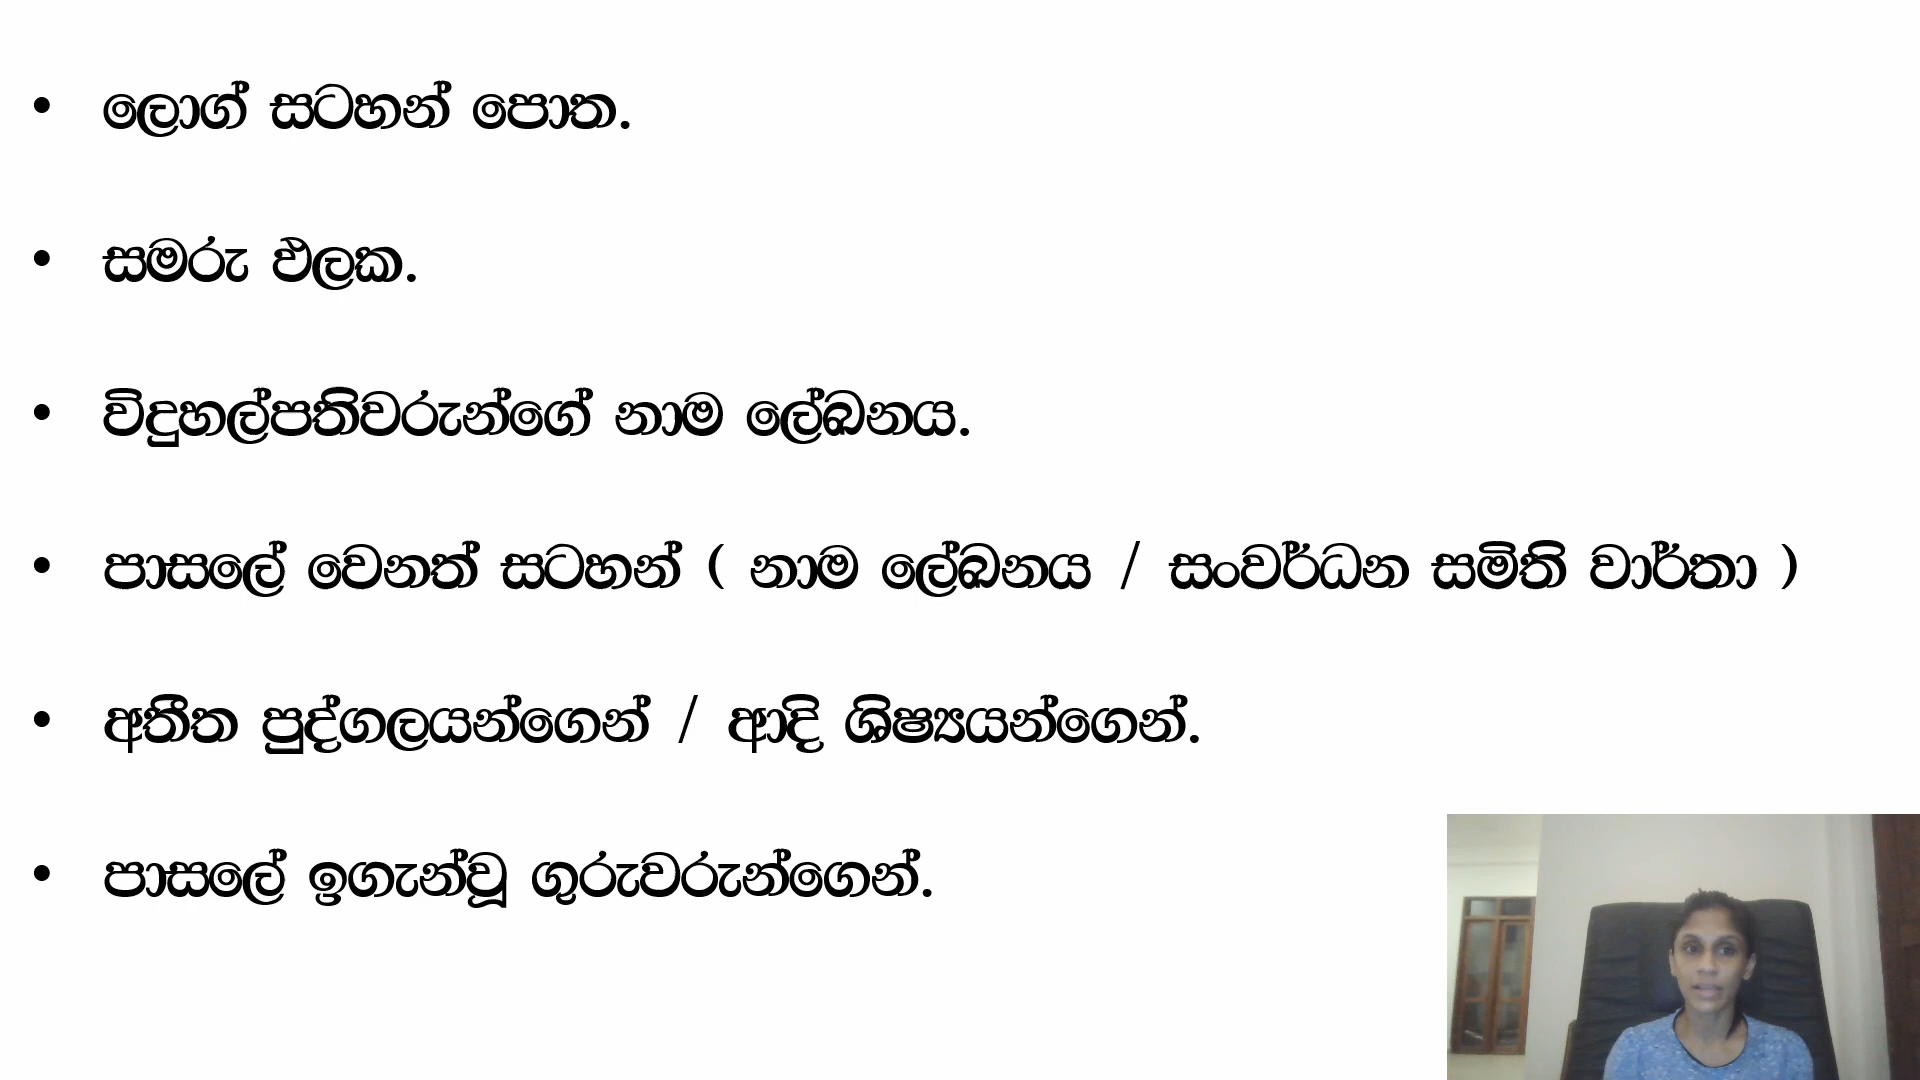 • ලොග් සටහන් පොත.
• සමරු ඵලක.
• විදුහල්පතිවරුන්ගේ නාම ලේඛනය.
• පාසලේ වෙනත් සටහන් ( නාම ලේඛනය / සංවර්ධන සමිති වාර්තා )
• අතීත පුද්ගලයන්ගෙන් / ආදි ශිෂ්‍යයන්ගෙන්.
• පාසලේ ඉගැන්වූ ගුරුවරුන්ගෙන්.